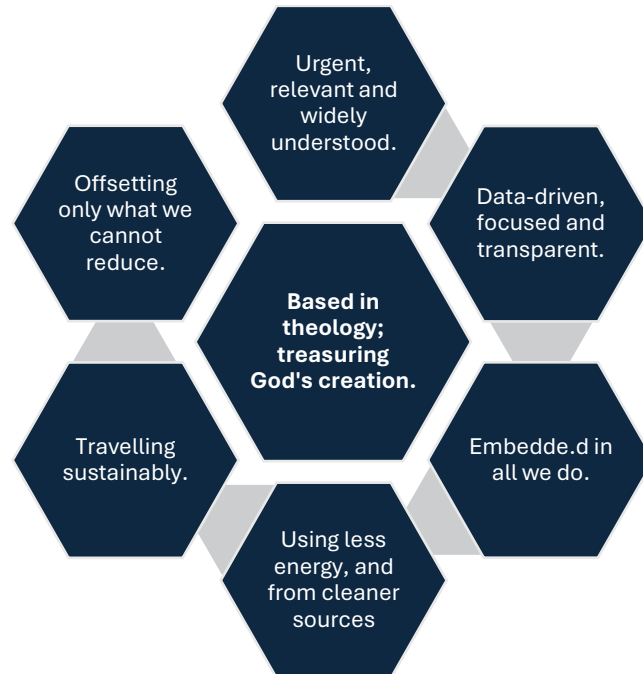 Urgent,
relevant and
widely
understood.
Data-driven,
focused and
transparent.
Embedde.d in
all we do.
Using less
energy, and
from cleaner
sources
Travelling
sustainably.
Offsetting
only what we
cannot
reduce.
Based in
theology;
treasuring
God's creation.